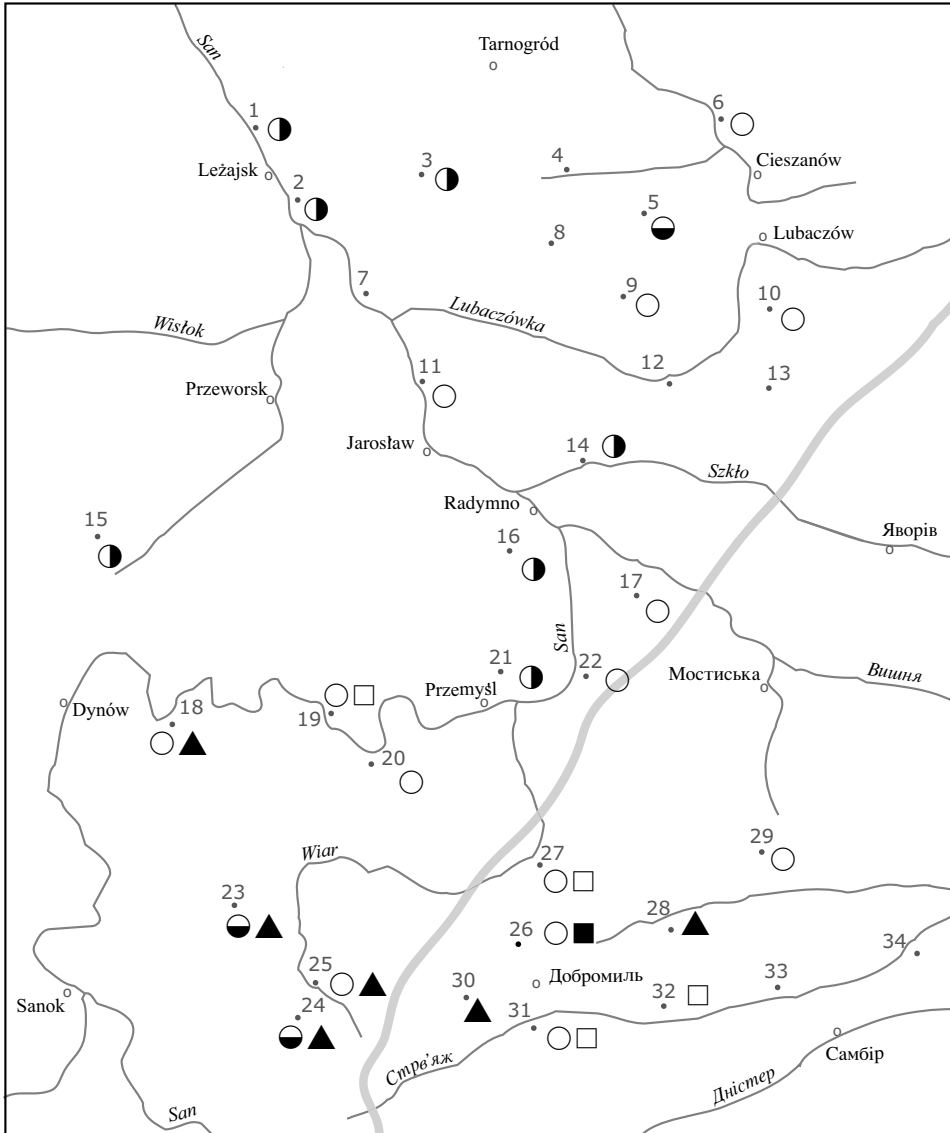 San
Tarnogród
1
6
Leżajsk
3
4
Cieszanów
2
5
8
Lubaczów
7
9
10
Wisłok
Lubaczówka
11
12
13
Przeworsk
Jarosław
14
Szkło
Radymno
15
16
Яворів
17
San
21
22
Мостиська
Вишня
Przemyśl
Dynów
18
19
20
Wiar
27
29
23
26
28
34
25
30
Добромиль
33
Sanok
24
31
32
Стрв’яж
Самбір
Дністер
San